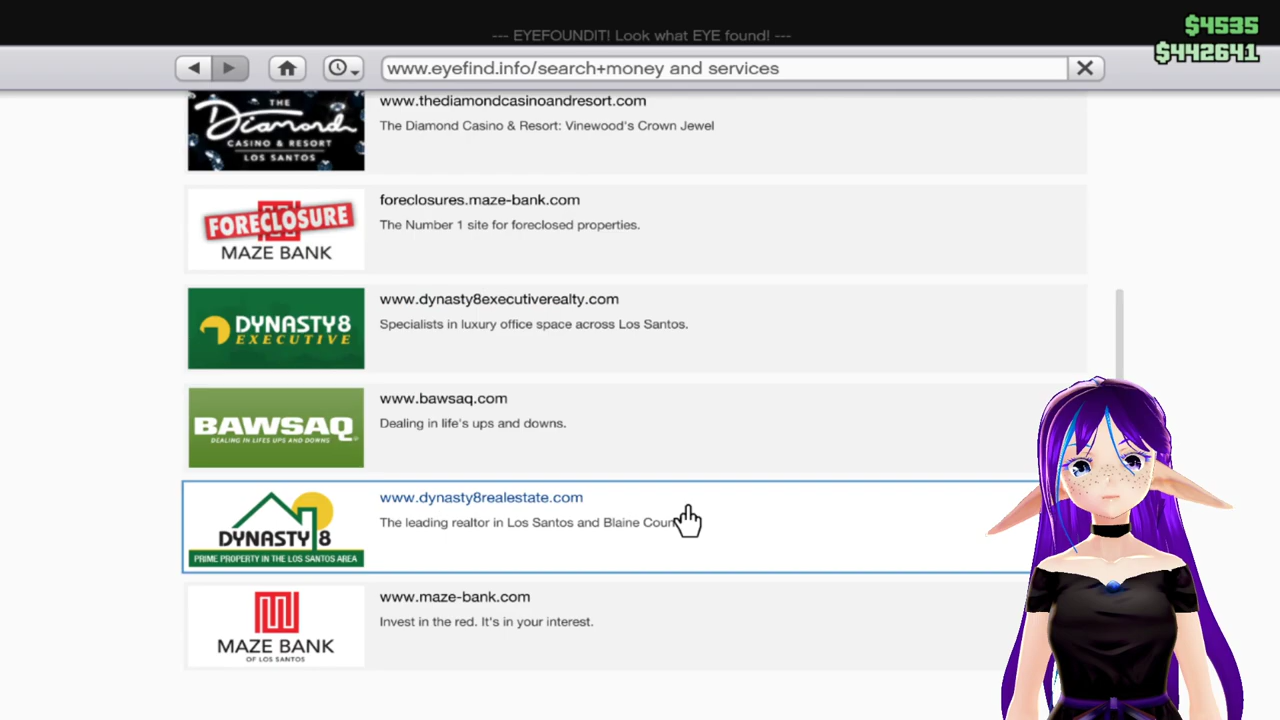 $4535
--- EYEFOUNDIT! Look what EYE found! ---
$442641
www.eyefind.info/search+money and services
THE
Diamond
CASINO & RESORT
LOS SANTOS
www.thediamondcasinoandresort.com
The Diamond Casino & Resort: Vinewood's Crown Jewel
FORECLOSURE
MAZE BANK
foreclosures.maze-bank.com
The Number 1 site for foreclosed properties.
DYNASTY8
EXECUTIVE
www.dynasty8executiverealty.com
Specialists in luxury office space across Los Santos.
BAWSAQ
DEALING IN LIFE'S UPS AND DOWNS
www.bawsaq.com
Dealing in life's ups and downs.
DYNASTY 8
PRIME PROPERTY IN THE LOS SANTOS AREA
www.dynasty8realestate.com
The leading realtor in Los Santos and Blaine Coun
MAZE BANK
OF LOS SANTOS
www.maze-bank.com
Invest in the red. It's in your interest.